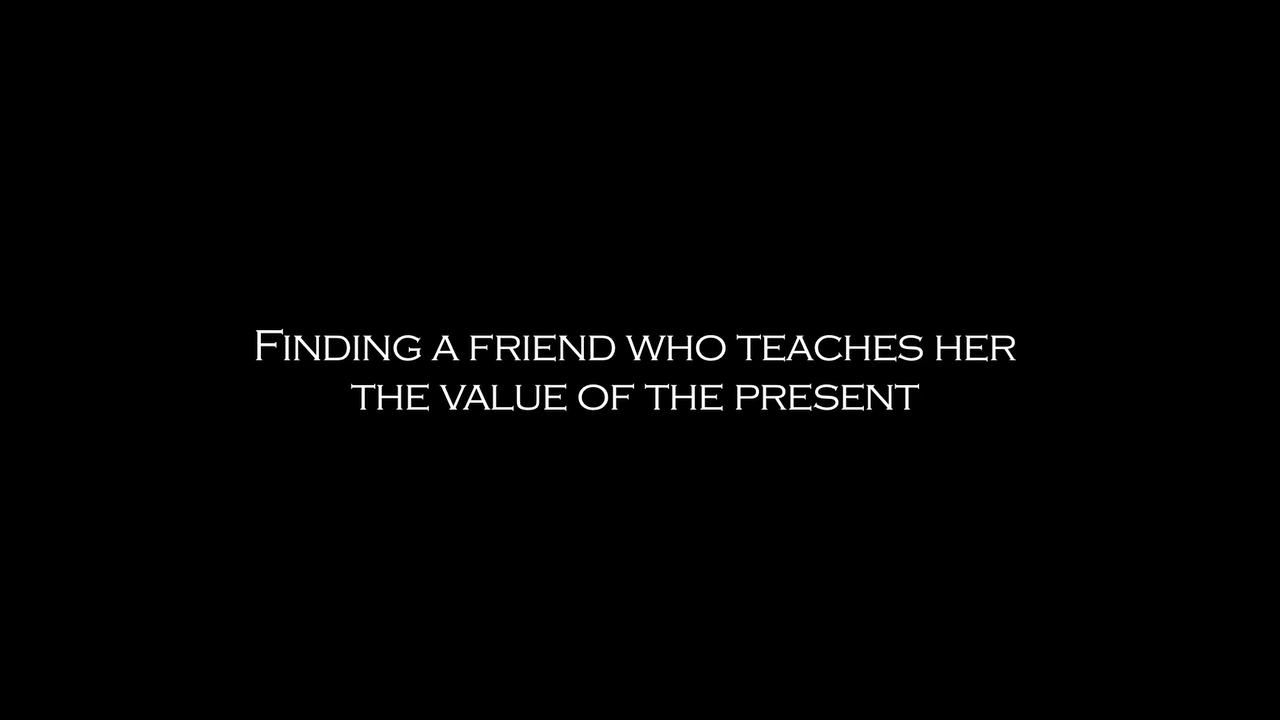 Finding a friend who teaches her
the value of the present